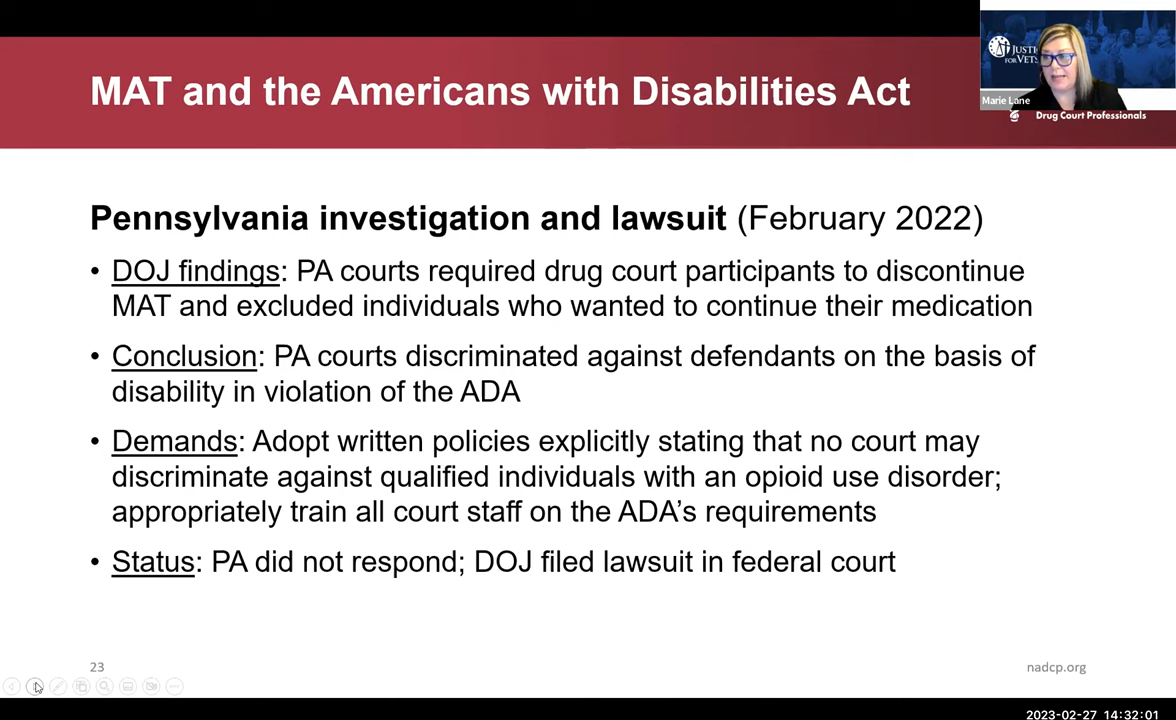 MAT and the Americans with Disabilities Act
JUSTI
FOR VETS
Marie Lane
Drug Court Professionals
Pennsylvania investigation and lawsuit (February 2022)
• DOJ findings: PA courts required drug court participants to discontinue
MAT and excluded individuals who wanted to continue their medication
• Conclusion: PA courts discriminated against defendants on the basis of
disability in violation of the ADA
• Demands: Adopt written policies explicitly stating that no court may
discriminate against qualified individuals with an opioid use disorder;
appropriately train all court staff on the ADA's requirements
• Status: PA did not respond; DOJ filed lawsuit in federal court
23
nadcp.org
2023-02-27 14:32:01